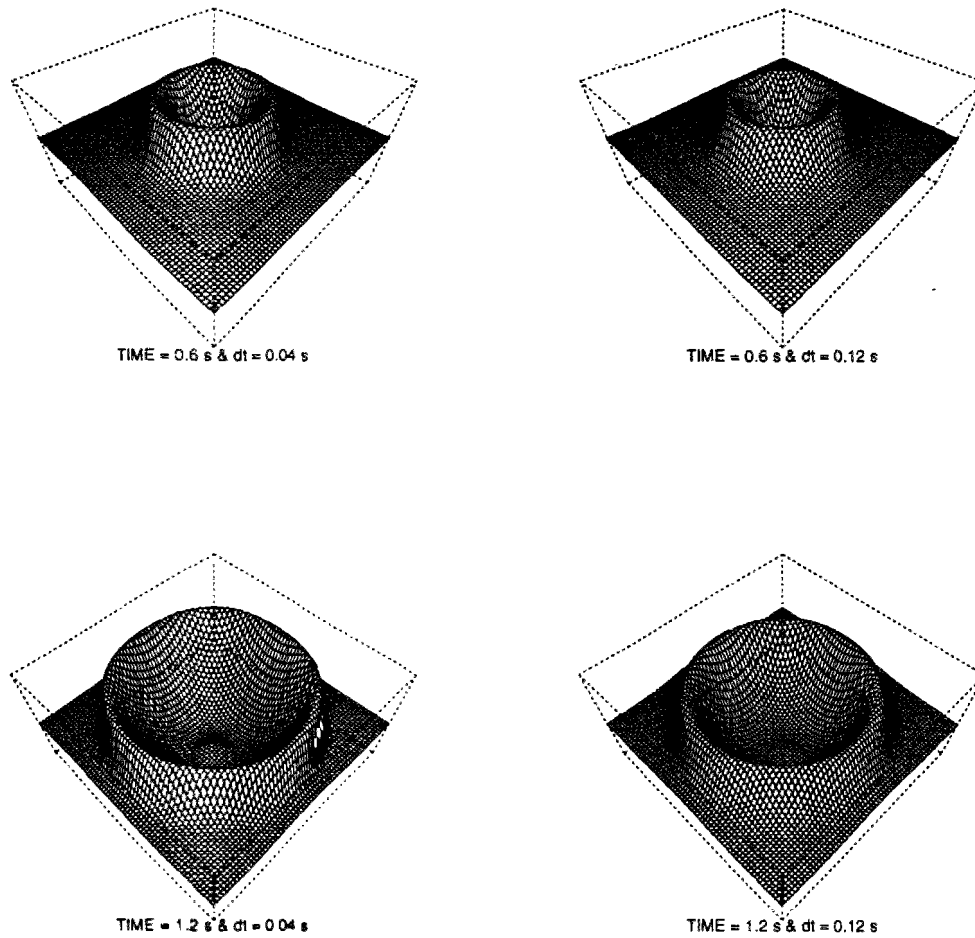 TIME = 0.6 s & dt = 0.04 s
TIME = 0.6 s & dt = 0.12 s
TIME = 1.2 s & dt = 0.04 s
TIME = 1.2 s & dt = 0.12 s